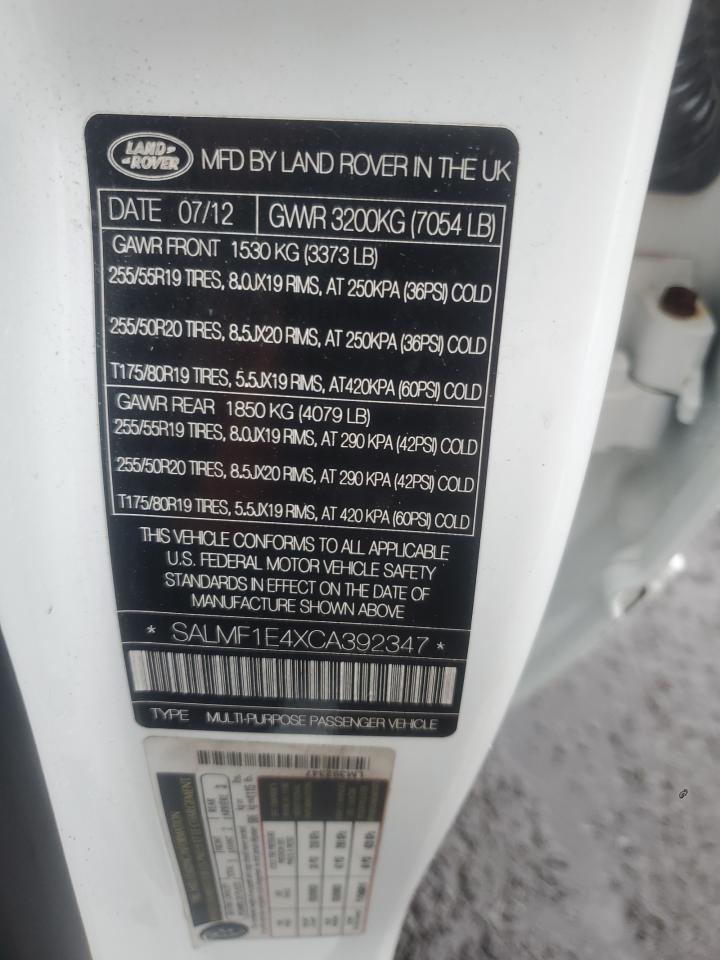 LAND-
-ROVER
MFD BY LAND ROVER IN THE UK
DATE 07/12 GWVR 3200KG (7054 LB)
GAWR FRONT 1530 KG (3373 LB)
255/55R19 TIRES, 8.0JX19 RIMS, AT 250KPA (36PSI) COLD
255/50R20 TIRES, 8.5JX20 RIMS, AT 250KPA (36PSI) COLD
T175/80R19 TIRES, 5.5JX19 RIMS, AT420KPA (60PSI) COLD
GAWR REAR 1850 KG (4079 LB)
255/55R19 TIRES, 8.0JX19 RIMS, AT 290 KPA (42PSI) COLD
255/50R20 TIRES, 8.5JX20 RIMS, AT 290 KPA (42PSI) COLD
T175/80R19 TIRES, 5.5JX19 RIMS, AT 420 KPA (60PSI) COLD
THIS VEHICLE CONFORMS TO ALL APPLICABLE
U.S. FEDERAL MOTOR VEHICLE SAFETY
STANDARDS IN EFFECT ON THE DATE OF
MANUFACTURE SHOWN ABOVE
* SALMF1E4XCA392347 *
TYPE MULTI-PURPOSE PASSENGER VEHICLE
LM392347